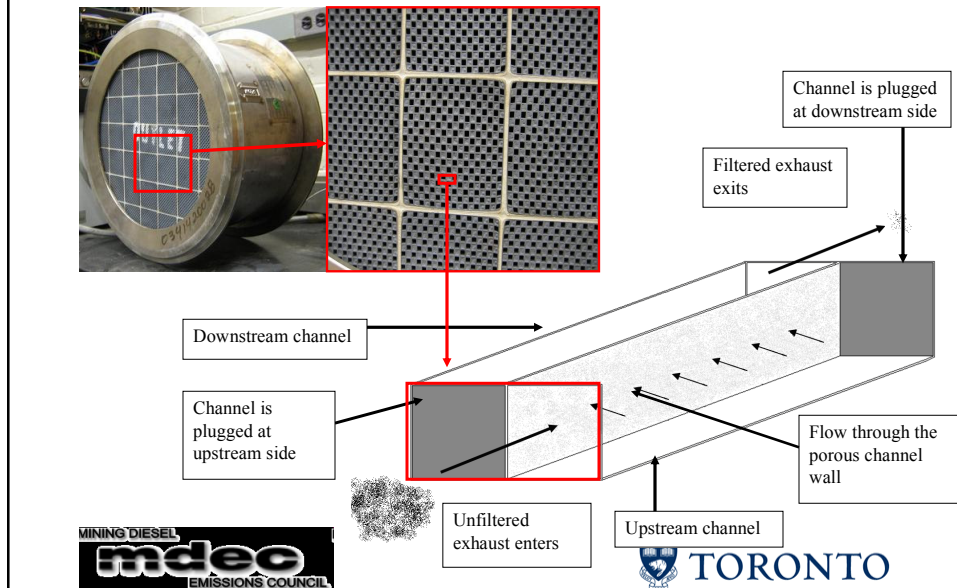 OUTLET
Channel is plugged
at downstream side
Filtered exhaust
exits
Downstream channel
Channel is
plugged at
upstream side
Flow through the
porous channel
wall
Unfiltered
exhaust enters
Upstream channel
MINING DIESEL
mdec
EMISSIONS COUNCIL
TORONTO